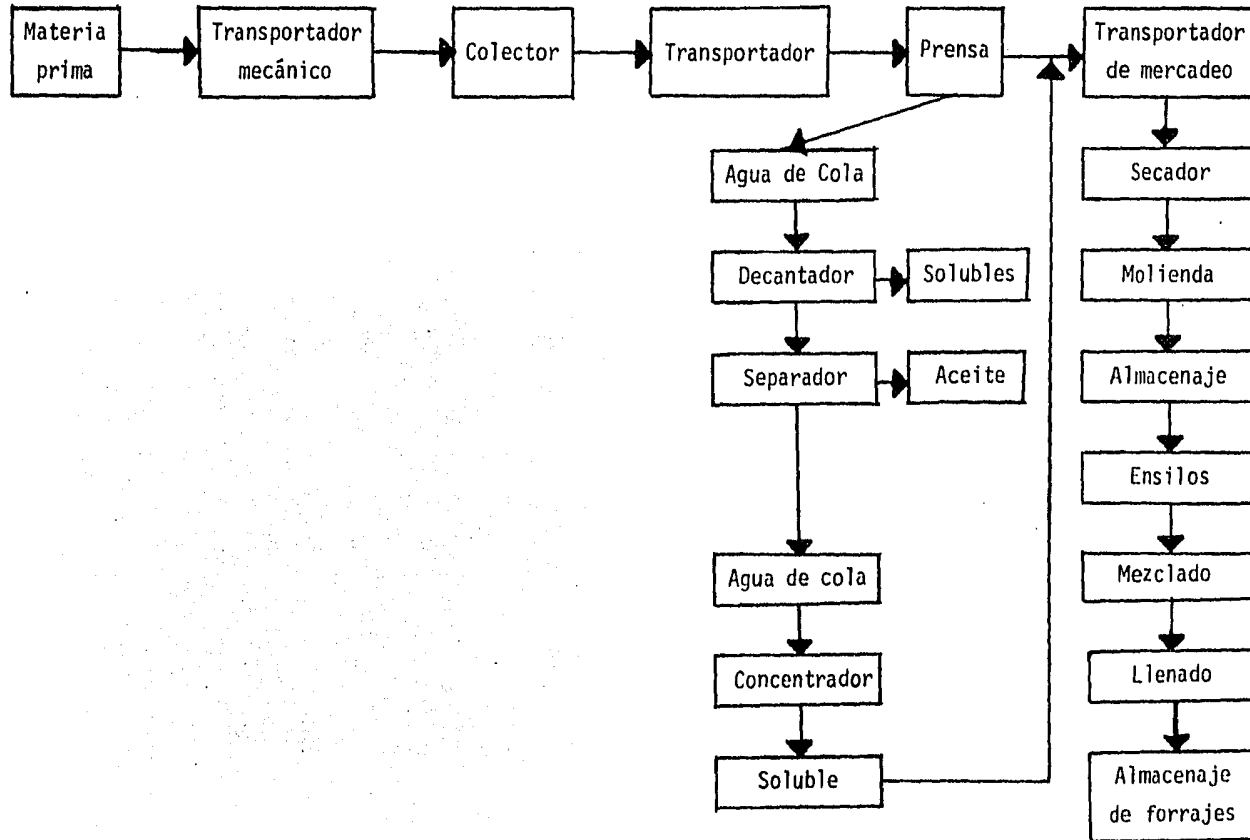 Materia
prima
Transportador
mecánico
Colector
Transportador
Prensa
Transportador
de mercadeo
Agua de Cola
Decantador
Solubles
Separador
Aceite
Agua de cola
Concentrador
Soluble
Secador
Molienda
Almacenaje
Ensilos
Mezclado
Llenado
Almacenaje
de forrajes